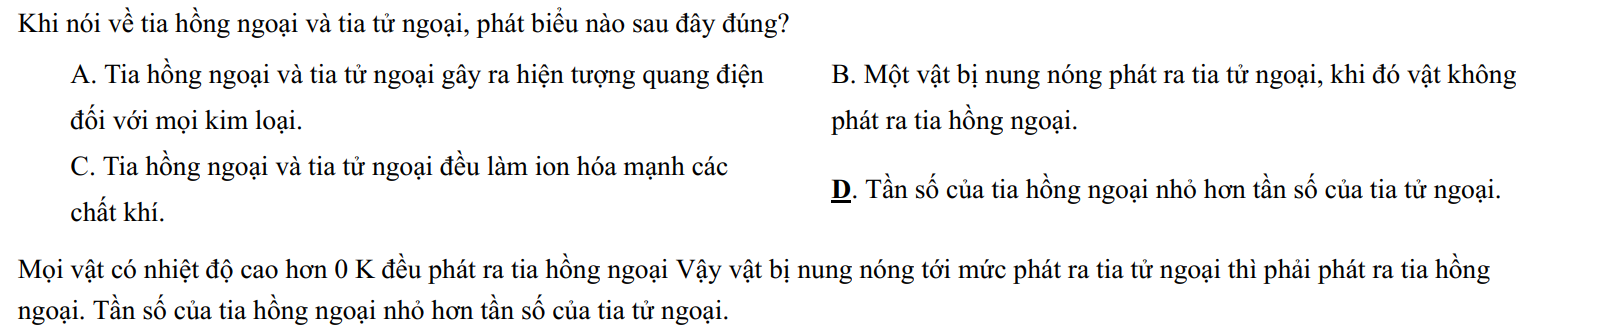 Khi nói về tia hồng ngoại và tia tử ngoại, phát biểu nào sau đây đúng?
A. Tia hồng ngoại và tia tử ngoại gây ra hiện tượng quang điện
đối với mọi kim loại.
B. Một vật bị nung nóng phát ra tia tử ngoại, khi đó vật không
phát ra tia hồng ngoại.
C. Tia hồng ngoại và tia tử ngoại đều làm ion hóa mạnh các
chất khí.
D. Tần số của tia hồng ngoại nhỏ hơn tần số của tia tử ngoại.
Mọi vật có nhiệt độ cao hơn 0 K đều phát ra tia hồng ngoại Vậy vật bị nung nóng tới mức phát ra tia tử ngoại thì phải phát ra tia hồng
ngoại. Tần số của tia hồng ngoại nhỏ hơn tần số của tia tử ngoại.